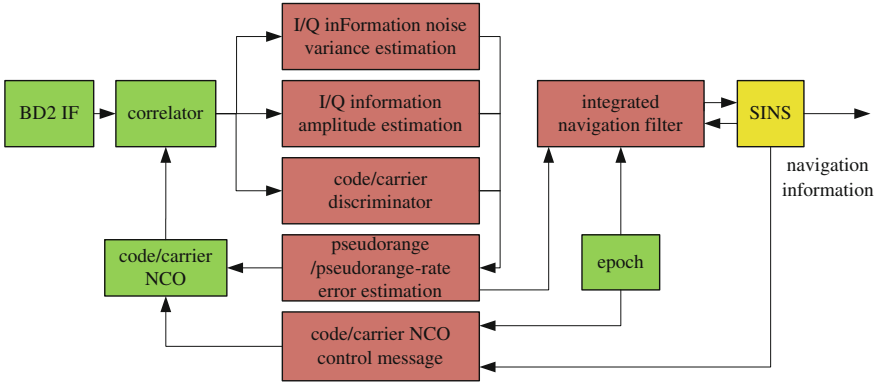 I/Q inFormation noise
variance estimation
BD2 IF
correlator
I/Q information
amplitude estimation
integrated
navigation filter
SINS
navigation
information
code/carrier
discriminator
code/carrier
NCO
pseudorange
/pseudorange-rate
error estimation
epoch
code/carrier NCO
control message